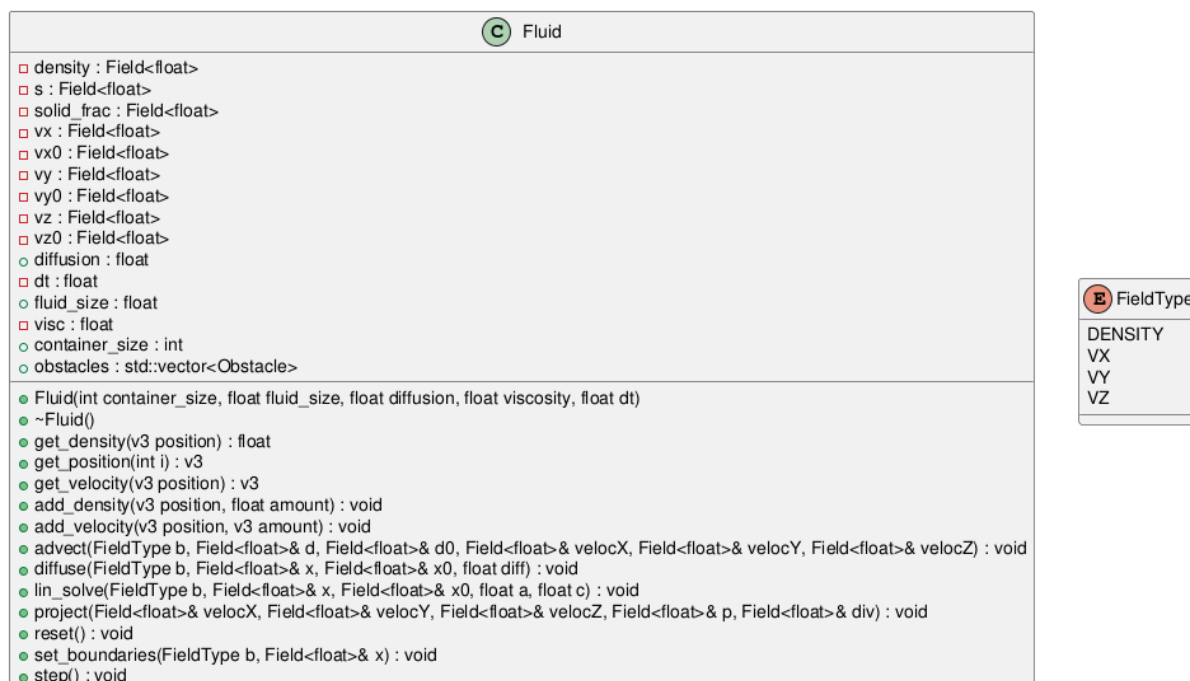 C Fluid
density : Field<float>
s : Field<float>
solid_frac : Field<float>
vx : Field<float>
vx0 : Field<float>
vy : Field<float>
vy0 : Field<float>
vz : Field<float>
vz0 : Field<float>
diffusion : float
dt : float
fluid_size : float
visc : float
container_size : int
obstacles : std::vector<Obstacle>
Fluid(int container_size, float fluid_size, float diffusion, float viscosity, float dt)
~Fluid()
get_density(v3 position) : float
get_position(int i) : v3
get_velocity(v3 position) : v3
add_density(v3 position, float amount) : void
add_velocity(v3 position, v3 amount) : void
advect(FieldType b, Field<float>& d, Field<float>& d0, Field<float>& velocX, Field<float>& velocY, Field<float>& velocZ) : void
diffuse(FieldType b, Field<float>& x, Field<float>& x0, float diff) : void
lin_solve(FieldType b, Field<float>& x, Field<float>& x0, float a, float c) : void
project(Field<float>& velocX, Field<float>& velocY, Field<float>& velocZ, Field<float>& p, Field<float>& div) : void
reset() : void
set_boundaries(FieldType b, Field<float>& x) : void
step() : void
E FieldType
DENSITY
VX
VY
VZ